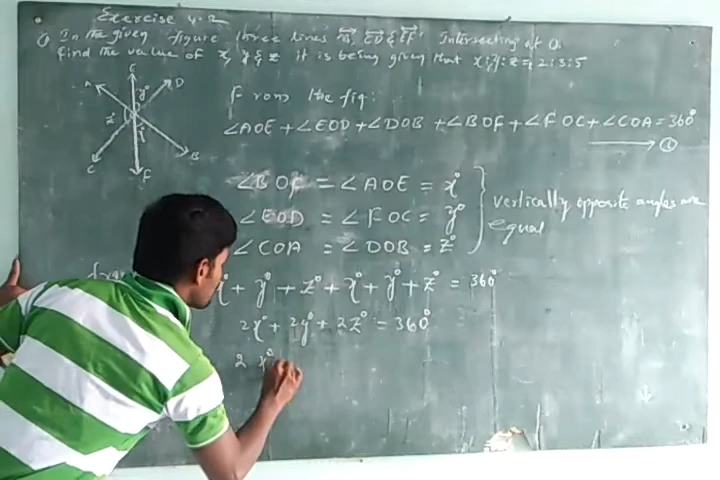 Exercise 4.2
In the given figure three lines AB, CD & EF Intersecting at O.
find the value of x, y & z it is being given that x:y:z = 2:3:5
From the fig:
∠AOE + ∠EOD + ∠DOB + ∠BOF + ∠FOC + ∠COA = 360°
→ ①
∠BOF = ∠AOE = x°
∠EOD = ∠FOC = y°
∠COA = ∠DOB = z°
vertically opposite angles are
equal
x° + y° + z° + x° + y° + z° = 360°
2x° + 2y° + 2z° = 360°
2 x°
E
A
D
y°
z°
C
B
F